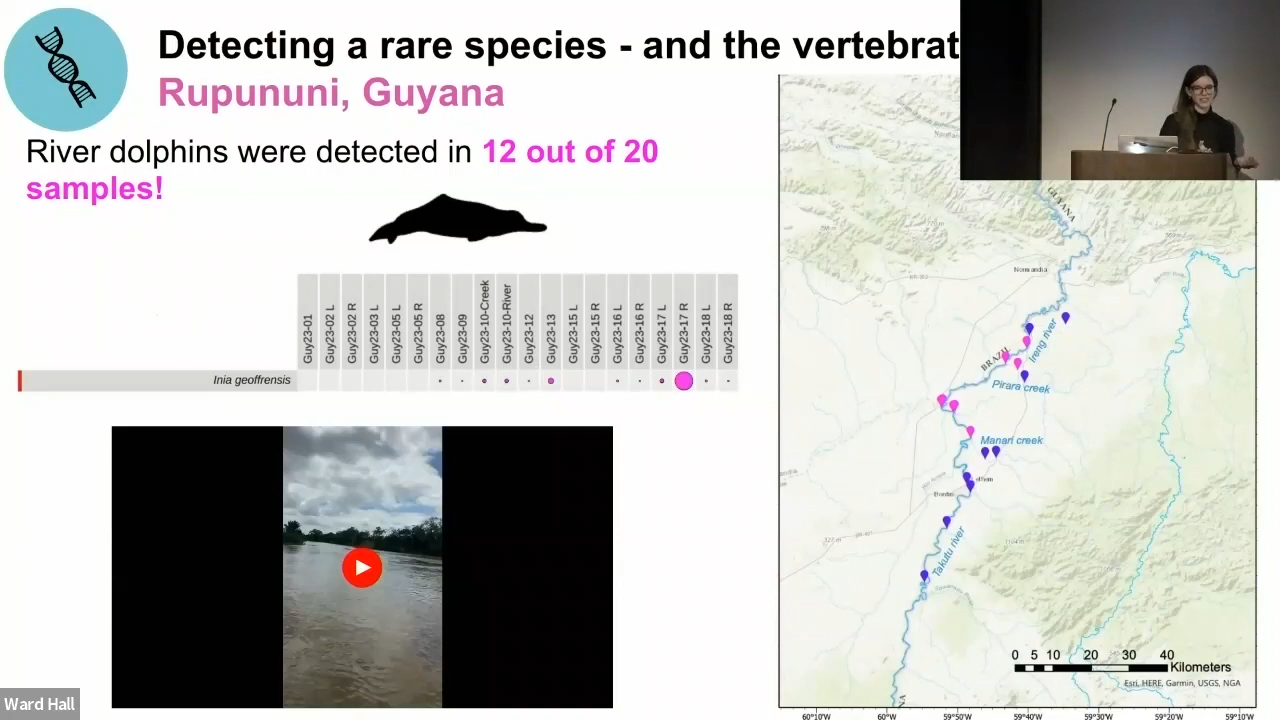 Detecting a rare species - and the vertebrat
Rupununi, Guyana
River dolphins were detected in 12 out of 20
samples!
Guy23-01
Guy23-02 L
Guy23-02 R
Guy23-03 L
Guy23-05 L
Guy23-05 R
Guy23-08
Guy23-09
Guy23-10-Creek
Guy23-10-River
Guy23-12
Guy23-13
Guy23-15 L
Guy23-15 R
Guy23-16 L
Guy23-16 R
Guy23-17 L
Guy23-17 R
Guy23-18 L
Guy23-18 R
Inia geoffrensis
GUYANA
Normandia
Ireng river
BRAZIL
Pirara creek
Manari creek
Takutu river
0 5 10 20 30 40
Kilometers
Esri, HERE, Garmin, USGS, NGA
60°10'W 60°W 59°50'W 59°40'W 59°30'W 59°20'W 59°10'W
Ward Hall